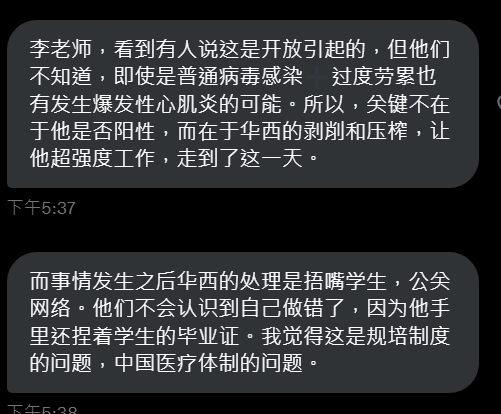 李老师，看到有人说这是开放引起的，但他们
不知道，即使是普通病毒感染＋过度劳累也
有发生爆发性心肌炎的可能。所以，关键不在
于他是否阳性，而在于华西的剥削和压榨，让
他超强度工作，走到了这一天。
下午5:37
而事情发生之后华西的处理是捂嘴学生，公关
网络。他们不会认识到自己做错了，因为他手
里还捏着学生的毕业证。我觉得这是规培制度
的问题，中国医疗体制的问题。
下午5:38